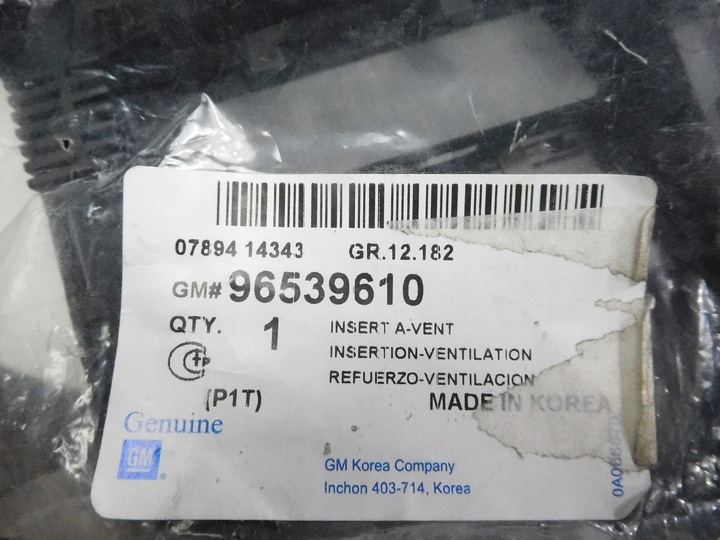 07894 14343 GR.12.182
GM# 96539610
QTY. 1
INSERT A-VENT
INSERTION-VENTILATION
REFUERZO-VENTILACION
(P1T) MADE IN KOREA
Genuine
GM
GM Korea Company
Inchon 403-714, Korea